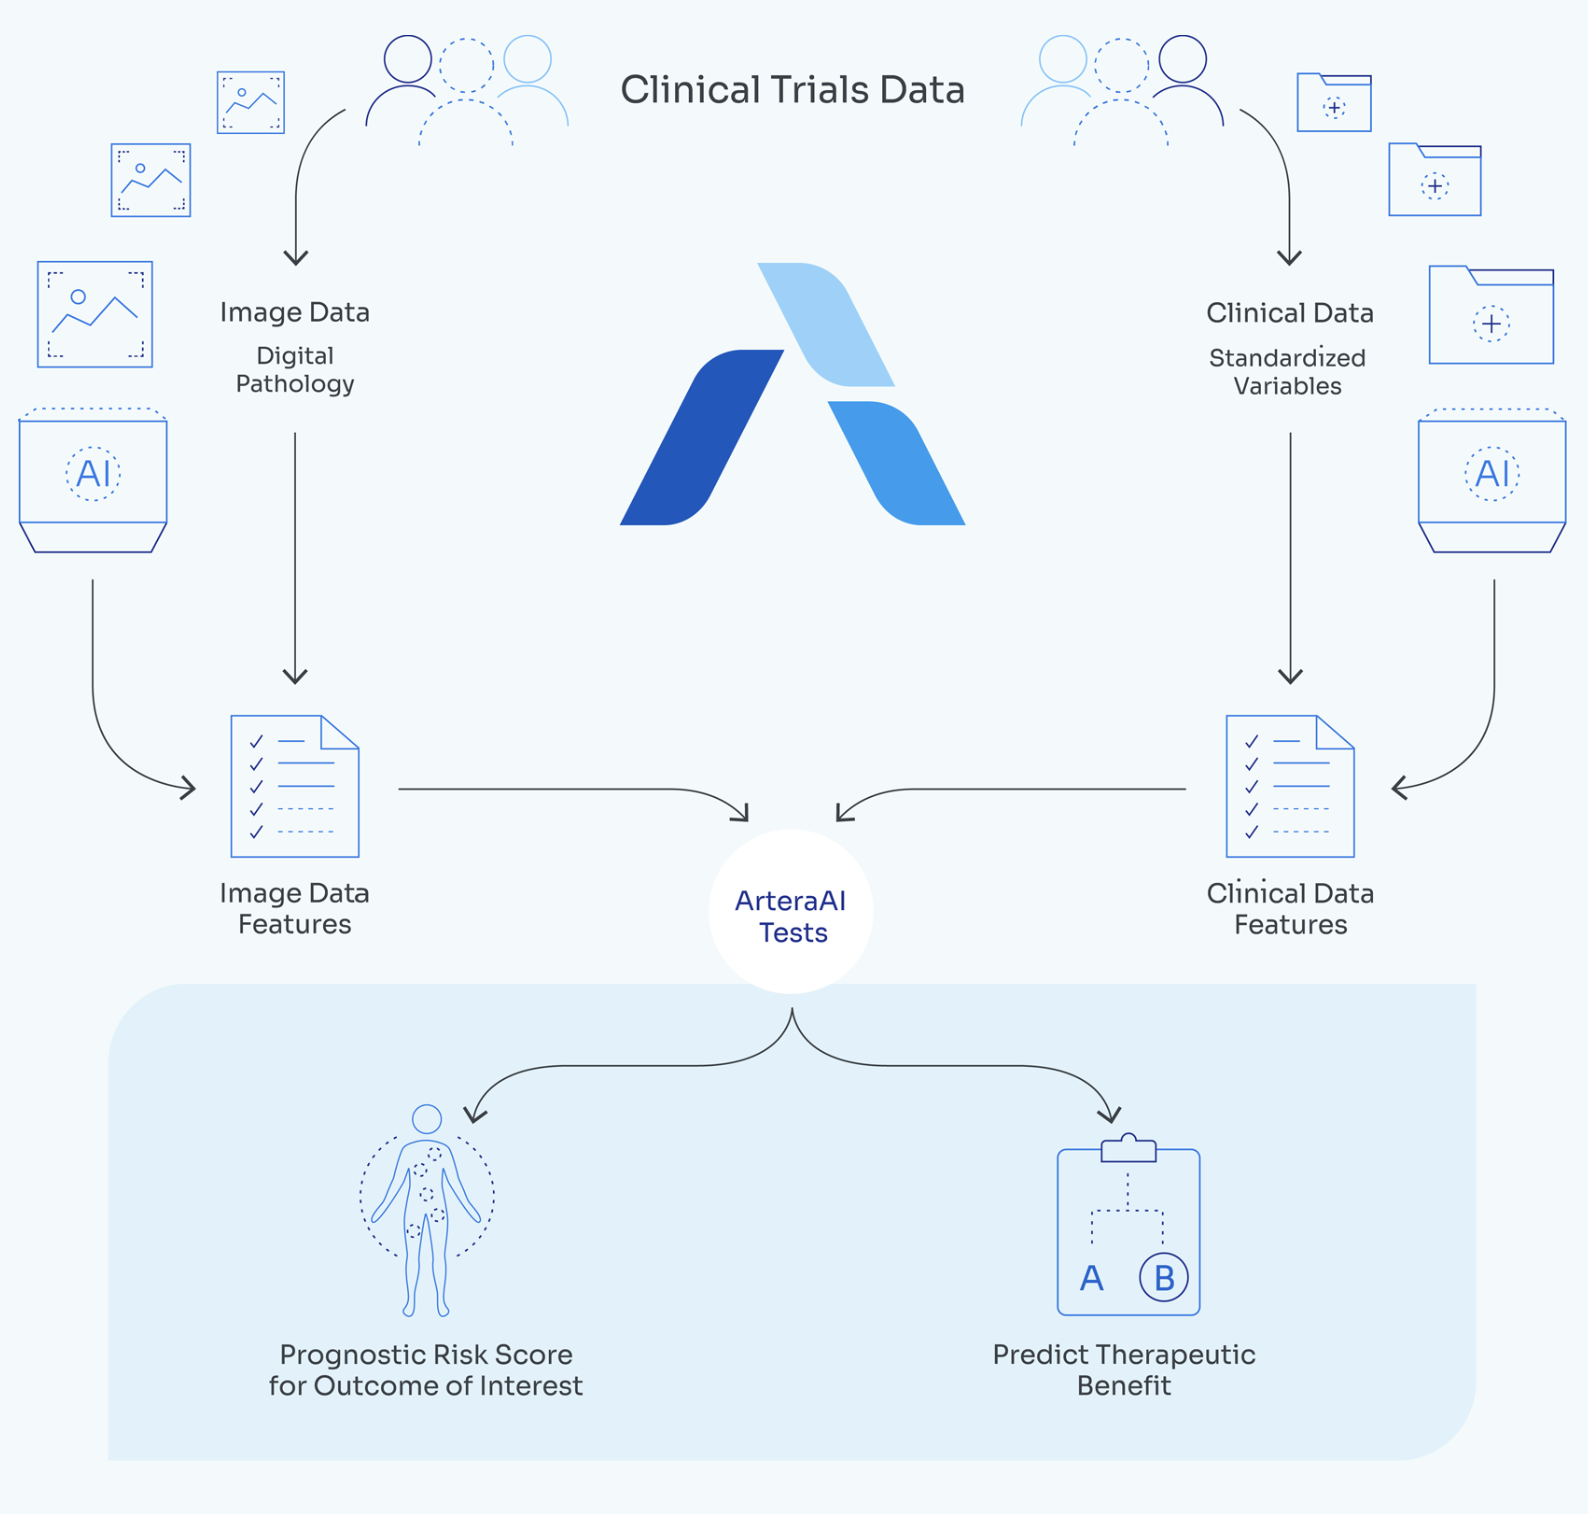 Clinical Trials Data
Image Data
Digital
Pathology
Clinical Data
Standardized
Variables
AI
AI
Image Data
Features
Clinical Data
Features
ArteraAI
Tests
A
B
Prognostic Risk Score
for Outcome of Interest
Predict Therapeutic
Benefit